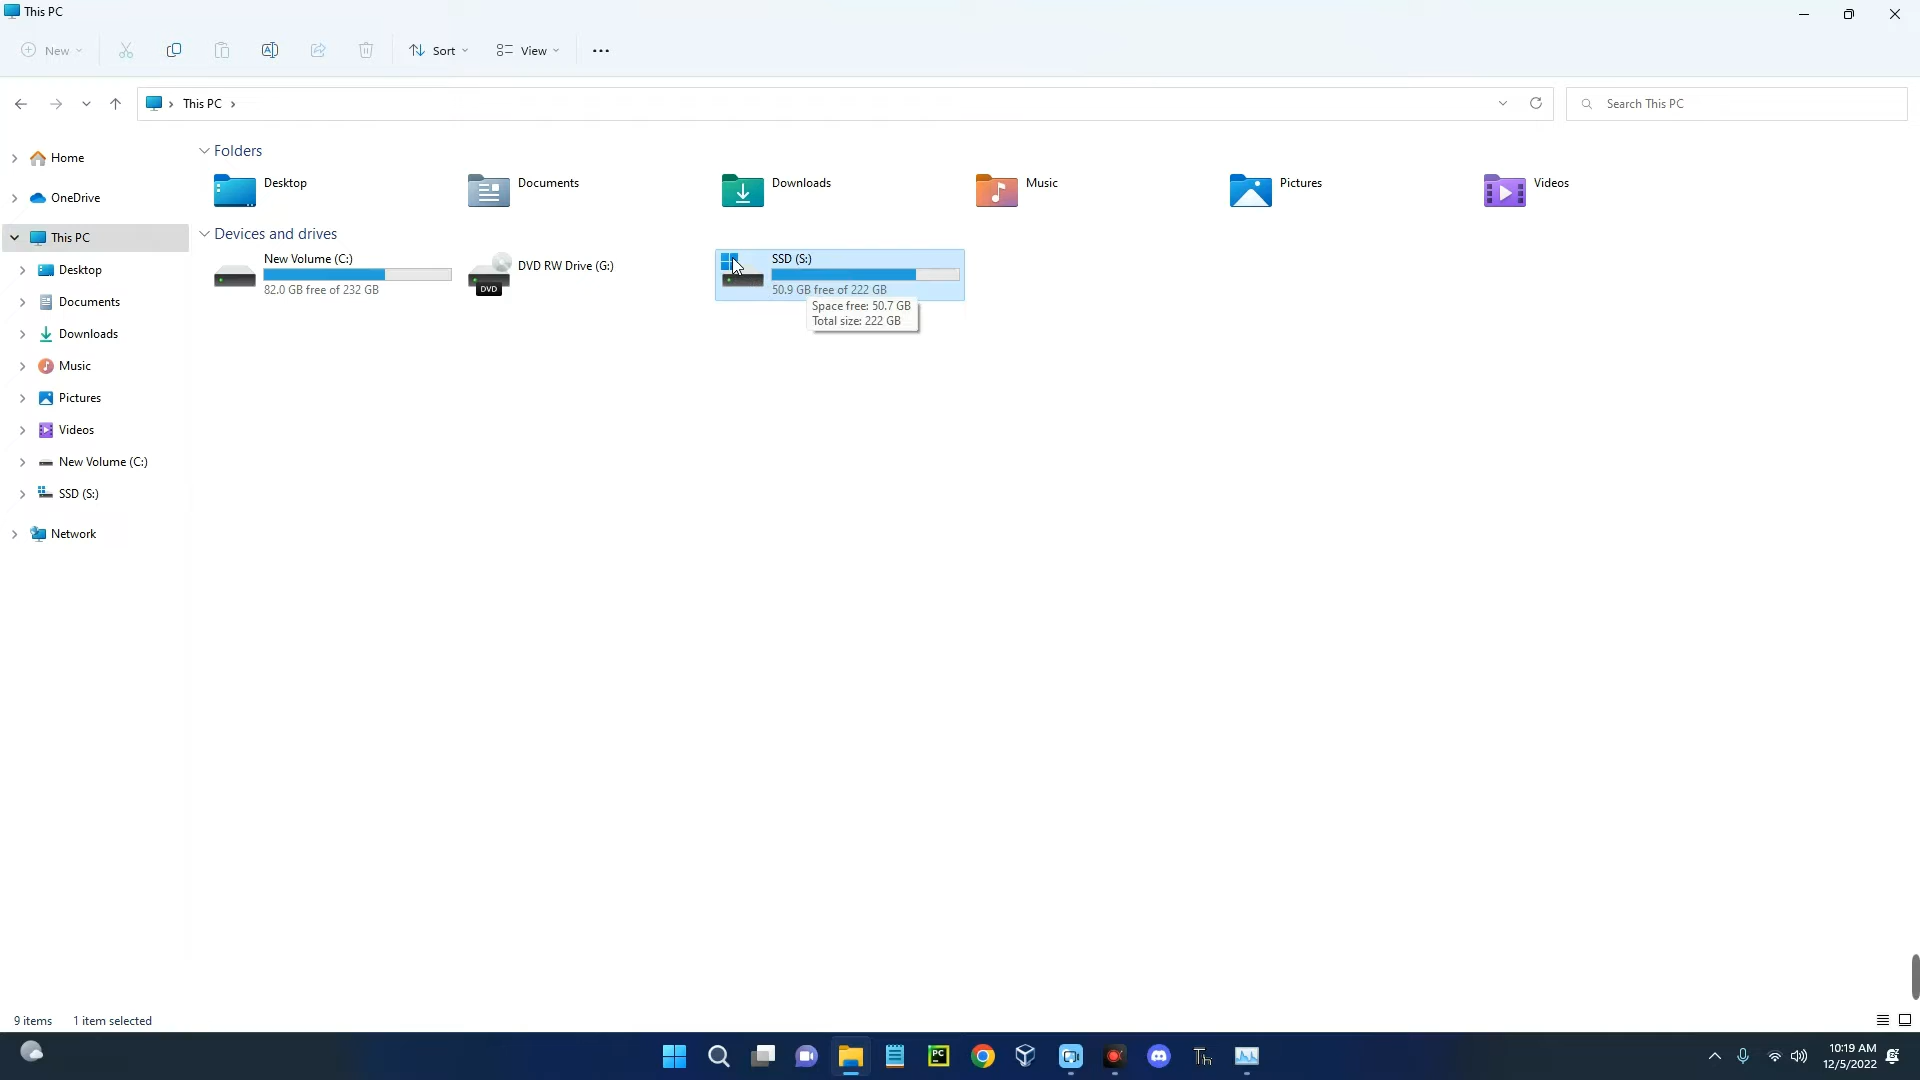 This PC
New
Sort
View
This PC
Search This PC
Home
OneDrive
This PC
Desktop
Documents
Downloads
Music
Pictures
Videos
New Volume (C:)
SSD (S:)
Network
Folders
Desktop
Documents
Downloads
Music
Pictures
Videos
Devices and drives
New Volume (C:)
82.0 GB free of 232 GB
DVD
DVD RW Drive (G:)
SSD (S:)
50.9 GB free of 222 GB
Space free: 50.7 GB
Total size: 222 GB
9 items 1 item selected
PC
Th
10:19 AM
12/5/2022